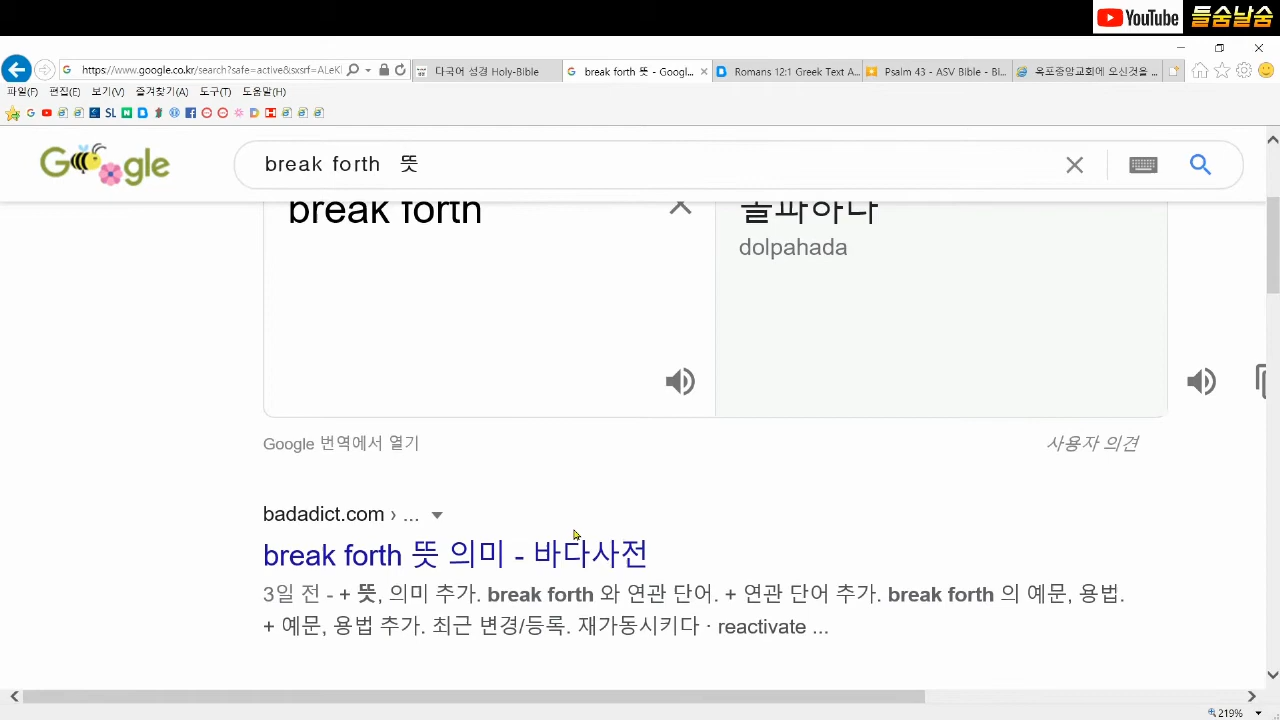 YouTube 들숨날숨
https://www.google.co.kr/search?safe=active&sxsrf=ALeK
다국어 성경 Holy-Bible
break forth 뜻 - Googl...
Romans 12:1 Greek Text A...
Psalm 43 - ASV Bible - Bi...
옥포중앙교회에 오신것을 ...
파일(F) 편집(E) 보기(V) 즐겨찾기(A) 도구(T) 도움말(H)
Google
break forth 뜻
break forth
돌파하다
dolpahada
Google 번역에서 열기
사용자 의견
badadict.com › ...
break forth 뜻 의미 - 바다사전
3일 전 - + 뜻, 의미 추가. break forth 와 연관 단어. + 연관 단어 추가. break forth 의 예문, 용법.
+ 예문, 용법 추가. 최근 변경/등록. 재가동시키다 · reactivate ...
219%